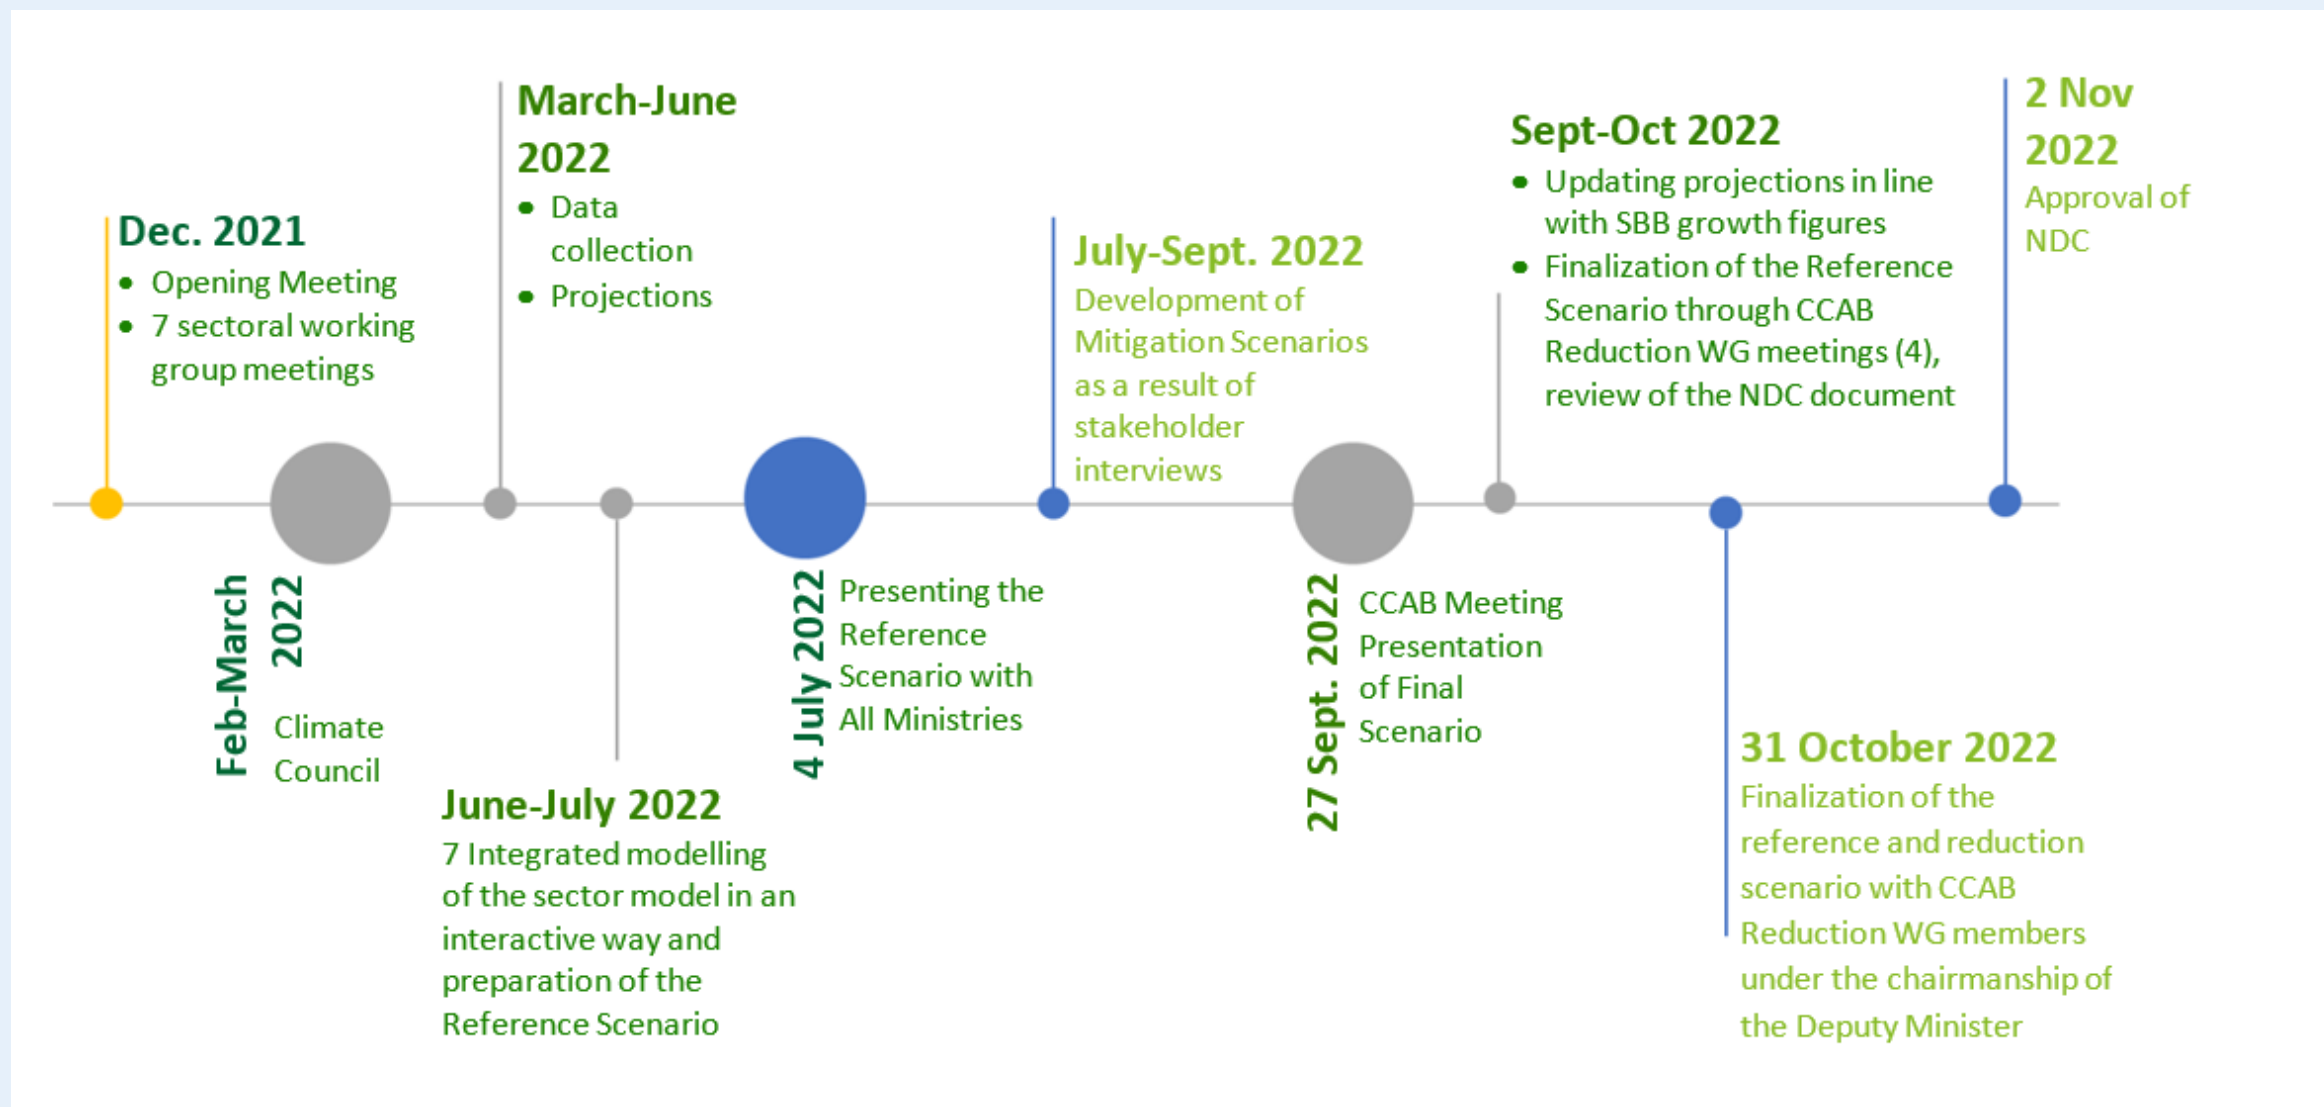 Dec. 2021
• Opening Meeting
• 7 sectoral working
group meetings
Feb-March
2022
Climate
Council
March-June
2022
• Data
collection
• Projections
June-July 2022
7 Integrated modelling
of the sector model in an
interactive way and
preparation of the
Reference Scenario
4 July 2022
Presenting the
Reference
Scenario with
All Ministries
July-Sept. 2022
Development of
Mitigation Scenarios
as a result of
stakeholder
interviews
27 Sept. 2022
CCAB Meeting
Presentation
of Final
Scenario
Sept-Oct 2022
• Updating projections in line
with SBB growth figures
• Finalization of the Reference
Scenario through CCAB
Reduction WG meetings (4),
review of the NDC document
31 October 2022
Finalization of the
reference and reduction
scenario with CCAB
Reduction WG members
under the chairmanship of
the Deputy Minister
2 Nov
2022
Approval of
NDC